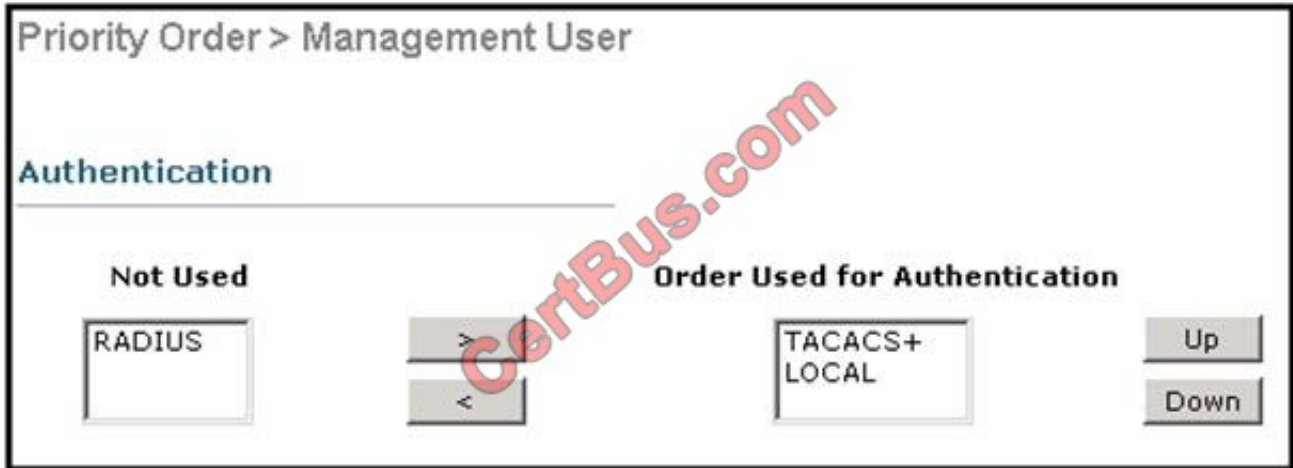 Priority Order > Management User
Authentication
Not Used
Order Used for Authentication
RADIUS
>
<
TACACS+
LOCAL
Up
Down
CertBus.com